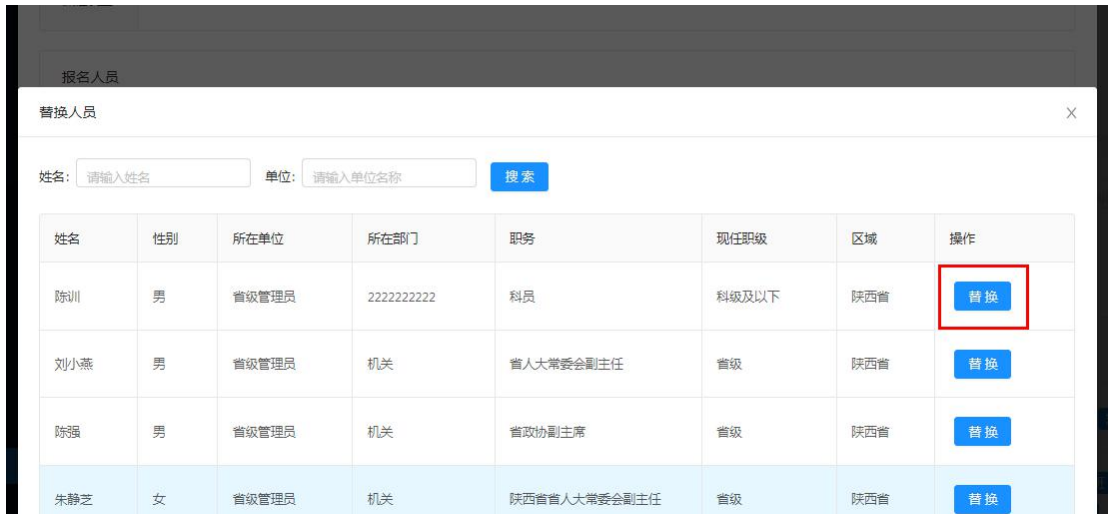 报名人员
替换人员
姓名: 请输入姓名 单位: 请输入单位名称 搜索
姓名 性别 所在单位 所在部门 职务 现任职级 区域 操作
陈训 男 省级管理员 2222222222 科员 科级及以下 陕西省 替换
刘小燕 男 省级管理员 机关 省人大常委会副主任 省级 陕西省 替换
陈强 男 省级管理员 机关 省政协副主席 省级 陕西省 替换
朱静芝 女 省级管理员 机关 陕西省省人大常委会副主任 省级 陕西省 替换